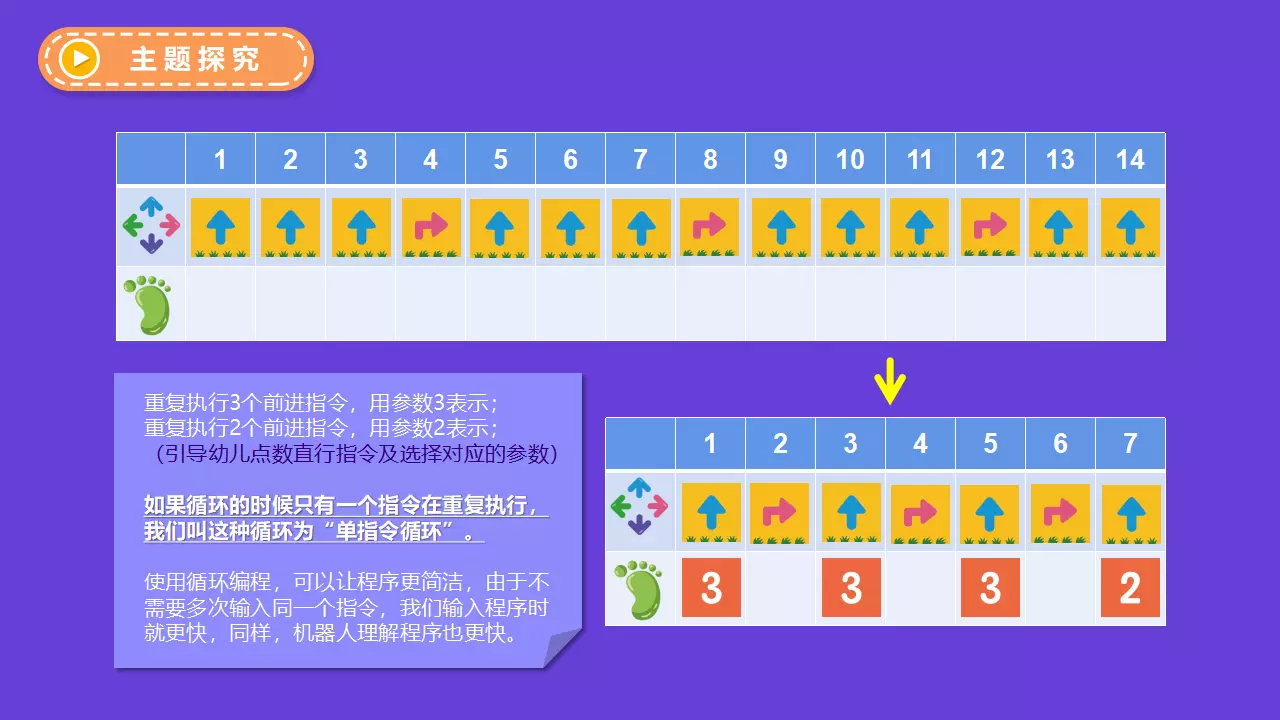 主题探究
1 2 3 4 5 6 7 8 9 10 11 12 13 14
重复执行3个前进指令，用参数3表示；
重复执行2个前进指令，用参数2表示；
（引导幼儿点数直行指令及选择对应的参数）
如果循环的时候只有一个指令在重复执行，
我们叫这种循环为“单指令循环”。
使用循环编程，可以让程序更简洁，由于不
需要多次输入同一个指令，我们输入程序时
就更快，同样，机器人理解程序也更快。
1 2 3 4 5 6 7
3 3 3 2